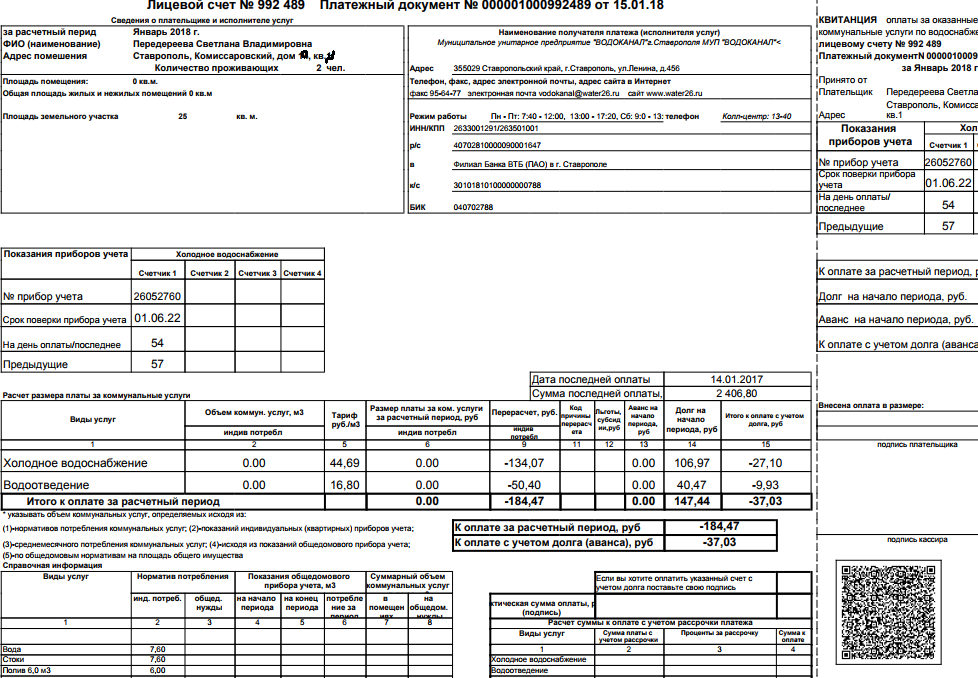 Лицевой счет № 992 489 Платежный документ № 000001000992489 от 15.01.18
Сведения о плательщике и исполнителе услуг
за расчетный перид Январь 2018 г.
ФИО (наименование) Передереева Светлана Владимировна
Адрес помешения Ставрополь, Комиссаровский, дом
Количество проживающих 2 чел.
Площадь помещения: 0 кв.м.
Общая площадь жилых и нежилых помещений 0 кв.м
Площадь земельного участка 25 кв. м.
Наименование получателя платежа (исполнителя услуг)
Муниципальное унитарное предприятие "ВОДОКАНАЛ"г.Ставрополя МУП "ВОДОКАНАЛ"<
Адрес 355029 Ставропольский край, г.Ставрополь, ул.Ленина, д.456
Телефон, факс, адрес электронной почты, адрес сайта в Интернет
факс 95-64-77 электронная почта vodokanal@water26.ru сайт www.water26.ru
Режим работы Пн - Пт: 7:40 - 12:00, 13:00 - 17:20, Сб: 9:0 - 13: телефон Колл-центр: 13-40
ИНН/КПП 2633001291/263501001
р/с 40702810000090001647
в Филиал Банка ВТБ (ПАО) в г. Ставрополе
к/с 30101810100000000788
БИК 040702788
Показания приборов учета Холодное водоснабжение
Счетчик 1 Счетчик 2 Счетчик 3 Счетчик 4
№ прибор учета 26052760
Срок поверки прибора учета 01.06.22
На день оплаты/последнее 54
Предыдущие 57
Дата последней оплаты 14.01.2017
Сумма последней оплаты, 2 406,80
Расчет размера платы за коммунальные услуги
Виды услуг Объем коммун. услуг, м3 Тариф руб./м3 Размер платы за ком. услуги за расчетный период, руб Перерасчет, руб. Код причины перерасч ета Льготы, субсид ии,руб Аванс на начало периода, руб Долг на начало периода, руб Итого к оплате с учетом долга, руб
индив потребл индив потребл индив потребл
1 2 5 6 9 11 12 13 14 15
Холодное водоснабжение 0.00 44,69 0.00 -134,07 0.00 106,97 -27,10
Водоотведение 0.00 16,80 0.00 -50,40 0.00 40,47 -9,93
Итого к оплате за расчетный период 0.00 -184,47 0.00 147,44 -37,03
* указывать объем коммунальных услуг, определяемых исходя из:
(1)-нормативов потребления коммунальных услуг; (2)-показаний индивидуальных (квартирных) приборов учета;
(3)-среднемесячного потребления коммунальных услуг; (4)-исходя из показаний общедомового прибора учета;
(5)-по общедомовым нормативам на площадь общего имущества
К оплате за расчетный период, руб -184,47
К оплате с учетом долга (аванса), руб -37,03
Справочная информация
Виды услуг Норматив потребления Показания общедомового прибора учета, м3 Суммарный объем коммунальных услуг
инд. потреб. общед. нужды на начало периода на конец периода потребле ние за период в помещен иях на общедом. нужды
1 2 3 4 5 6 7 8
Вода 7,60
Стоки 7,60
Полив 6,0 м3 6,00
Если вы хотите оплатить указанный счет с
учетом долга поставьте свою подпись
ктическая сумма оплаты, р
(подпись)
Расчет суммы к оплате с учетом рассрочки платежа
Виды услуг Сумма платы с учетом рассрочки Проценты за рассрочку Сумма к оплате
1 2 3 4
Холодное водоснабжение
Водоотведение
КВИТАНЦИЯ оплаты за оказанные
коммунальные услуги по водоснабже
лицевому счету № 992 489
Платежный документN 0000010009
за Январь 2018 г
Принято от
Плательщик Передереева Светла
Ставрополь, Комисса
Адрес кв.1
Показания приборов учета Хол
Счетчик 1
№ прибор учета 26052760
Срок поверки прибора учета 01.06.22
На день оплаты/последнее 54
Предыдущие 57
К оплате за расчетный период, р
Долг на начало периода, руб.
Аванс на начало периода, руб.
К оплате с учетом долга (аванса
Внесена оплата в размере:
подпись плательщика
подпись кассира